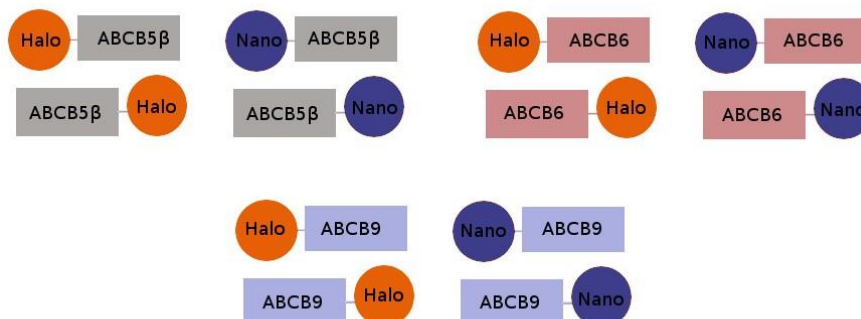 Halo ABCB5β Nano ABCB5β Halo ABCB6 Nano ABCB6
ABCB5β Halo ABCB5β Nano ABCB6 Halo ABCB6 Nano
Halo ABCB9 Nano ABCB9
ABCB9 Halo ABCB9 Nano